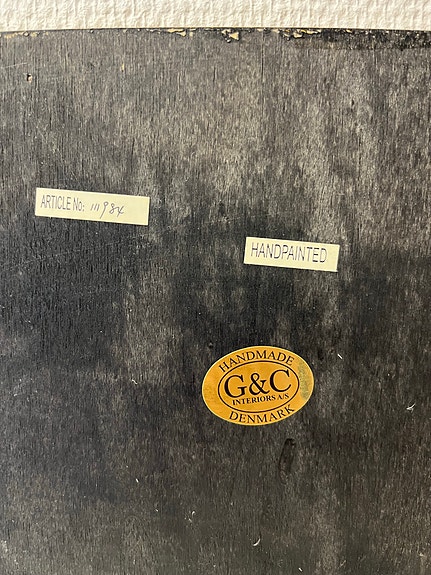 ARTICLE No: 111984
HANDPAINTED
HANDMADE
G&C
INTERIORS A/S
DENMARK